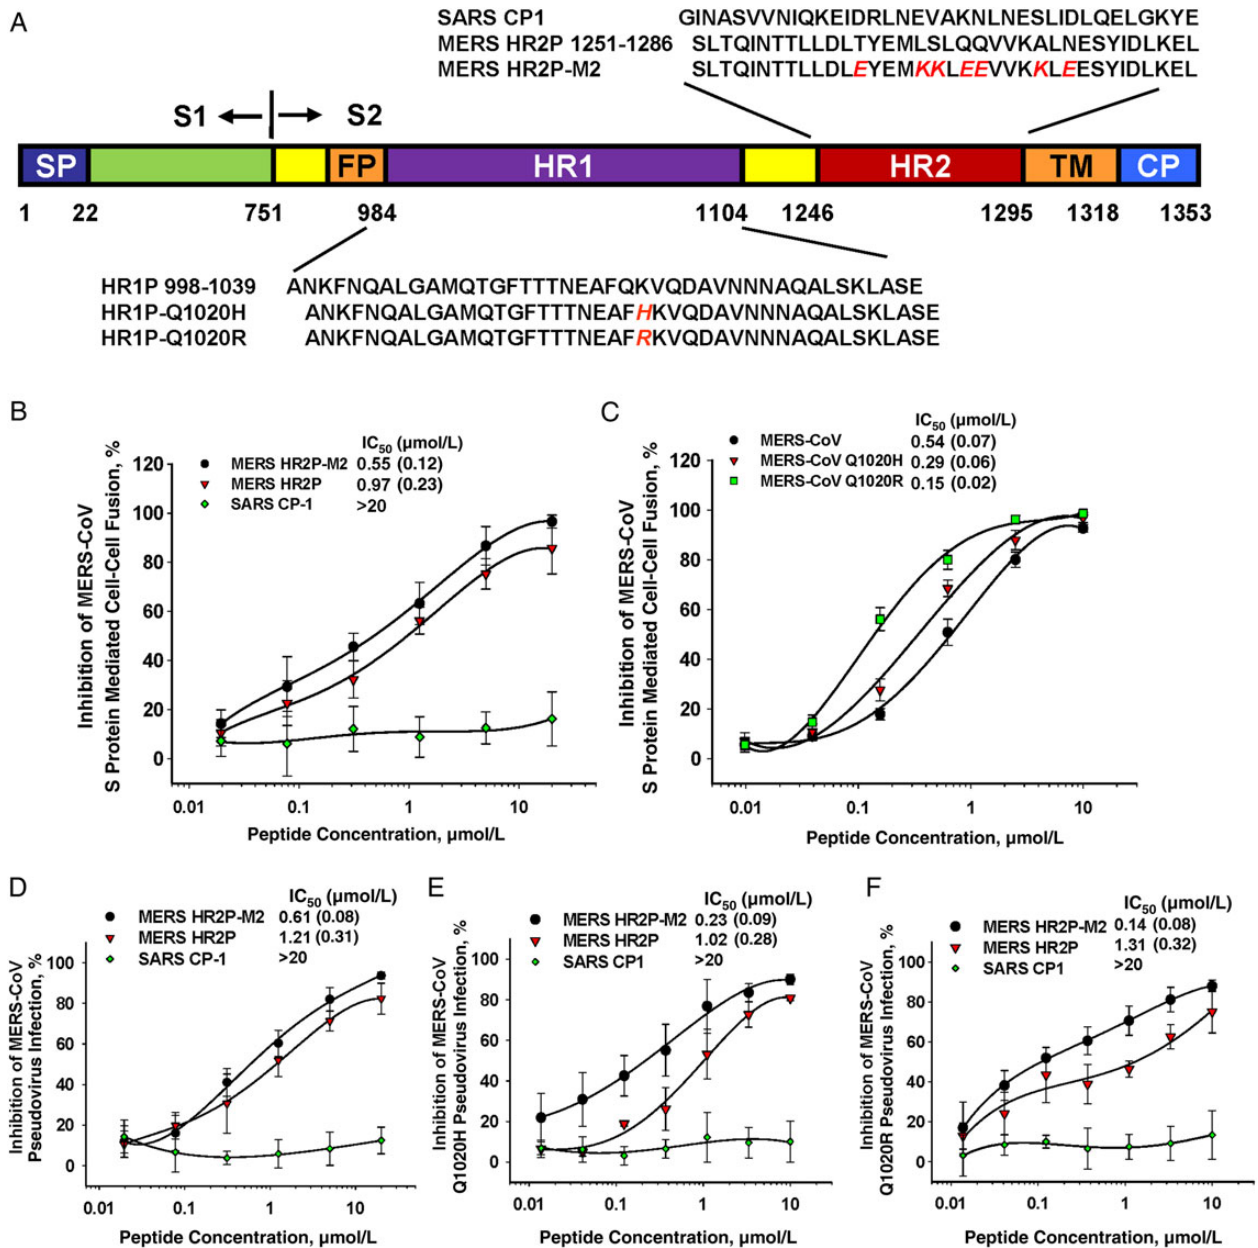 A
SARS CP1 GINASVVNIQKEIDRLNEVAKNLNESLIDLQELGKYE
MERS HR2P 1251-1286 SLTQINTTLLDLTYEMLSLQQVVKALNESYIDLKEL
MERS HR2P-M2 SLTQINTTLLDLEYEMKKLEEVVKKLEESYIDLKEL
S1 S2
SP FP HR1 HR2 TM CP
1 22 751 984 1104 1246 1295 1318 1353
HR1P 998-1039 ANKFNQALGAMQTGFTTTNEAFQKVQDAVNNNAQALSKLASE
HR1P-Q1020H ANKFNQALGAMQTGFTTTNEAFHKVQDAVNNNAQALSKLASE
HR1P-Q1020R ANKFNQALGAMQTGFTTTNEAFRKVQDAVNNNAQALSKLASE
B
IC50 (μmol/L)
MERS HR2P-M2 0.55 (0.12)
MERS HR2P 0.97 (0.23)
SARS CP-1 >20
Inhibition of MERS-CoV
S Protein Mediated Cell-Cell Fusion, %
120
100
80
60
40
20
0
0.01 0.1 1 10
Peptide Concentration, μmol/L
C
IC50 (μmol/L)
MERS-CoV 0.54 (0.07)
MERS-CoV Q1020H 0.29 (0.06)
MERS-CoV Q1020R 0.15 (0.02)
Inhibition of MERS-CoV
S Protein Mediated Cell-Cell Fusion, %
120
100
80
60
40
20
0
0.01 0.1 1 10
Peptide Concentration, μmol/L
D
IC50 (μmol/L)
MERS HR2P-M2 0.61 (0.08)
MERS HR2P 1.21 (0.31)
SARS CP-1 >20
Inhibition of MERS-CoV
Pseudovirus Infection, %
100
80
60
40
20
0
0.01 0.1 1 10
Peptide Concentration, μmol/L
E
IC50 (μmol/L)
MERS HR2P-M2 0.23 (0.09)
MERS HR2P 1.02 (0.28)
SARS CP1 >20
Inhibition of MERS-CoV
Q1020H Pseudovirus Infection, %
100
80
60
40
20
0
0.01 0.1 1 10
Peptide Concentration, μmol/L
F
IC50 (μmol/L)
MERS HR2P-M2 0.14 (0.08)
MERS HR2P 1.31 (0.32)
SARS CP1 >20
Inhibition of MERS-CoV
Q1020R Pseudovirus Infection, %
100
80
60
40
20
0
0.01 0.1 1 10
Peptide Concentration, μmol/L